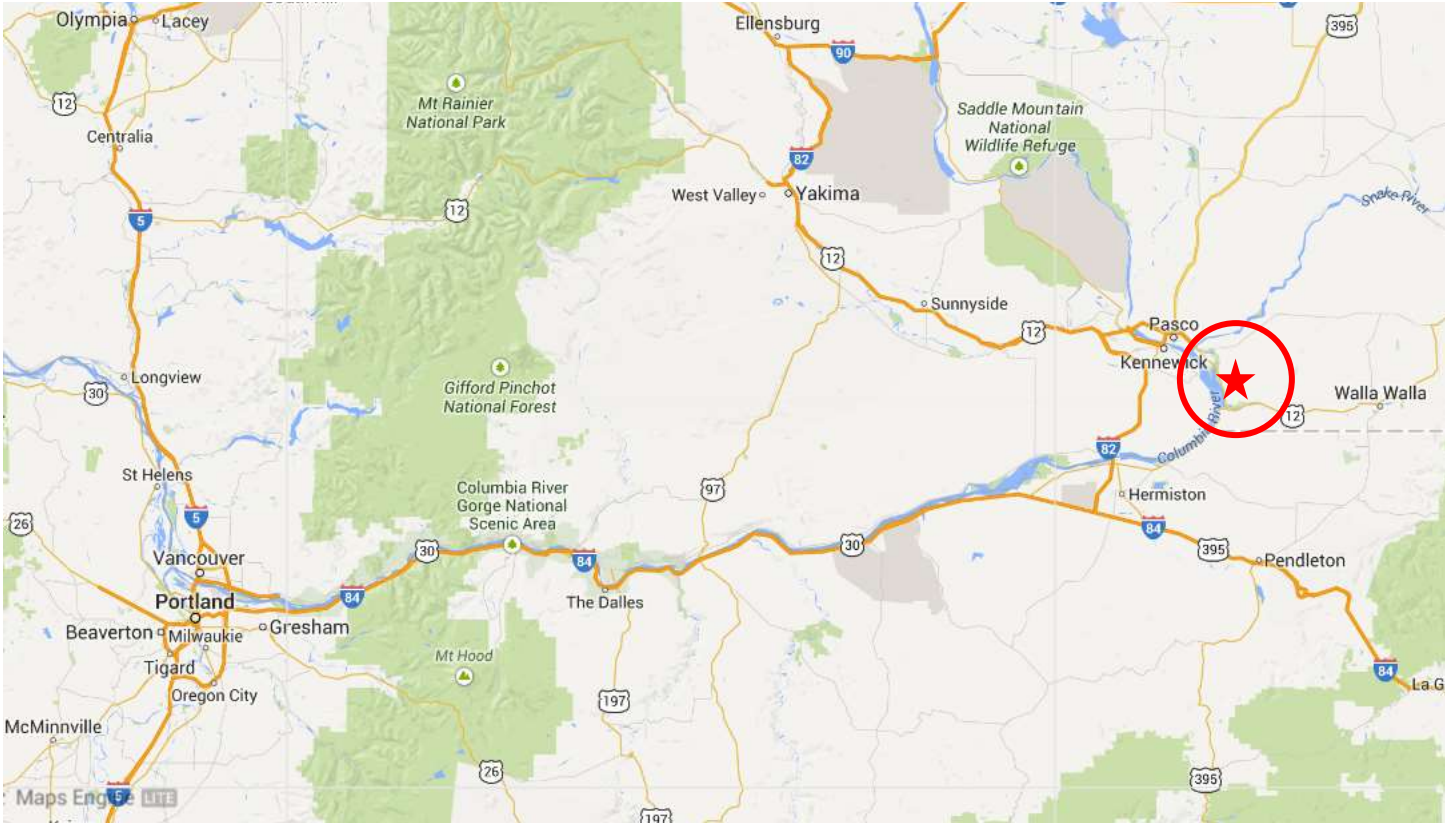 Olympia
Lacey
Ellensburg
395
90
12
Mt Rainier
National Park
Saddle Mountain
National
Wildlife Refuge
Centralia
82
West Valley
Yakima
Snake River
5
12
12
Sunnyside
Pasco
12
Kennewick
Longview
30
Gifford Pinchot
National Forest
Walla Walla
12
Columbia River
82
St Helens
Columbia River
Gorge National
Scenic Area
97
Hermiston
26
5
84
Vancouver
30
30
395
Pendleton
84
84
Portland
The Dalles
Beaverton
Milwaukie
Gresham
Tigard
Mt Hood
84
La G
Oregon City
197
McMinnville
26
395
Maps Engine LITE
5
197